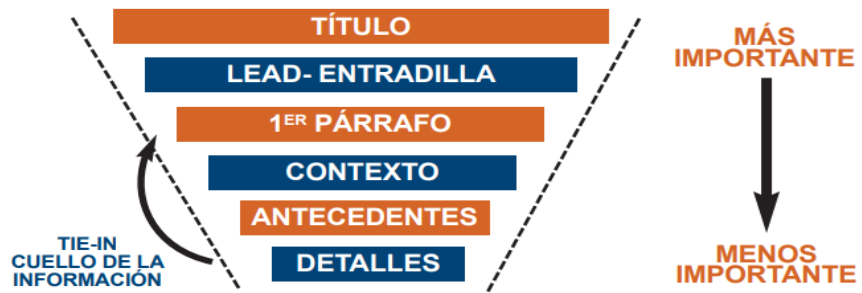 TÍTULO
LEAD- ENTRADILLA
1ER PÁRRAFO
CONTEXTO
ANTECEDENTES
DETALLES
TIE-IN
CUELLO DE LA
INFORMACIÓN
MÁS
IMPORTANTE
MENOS
IMPORTANTE